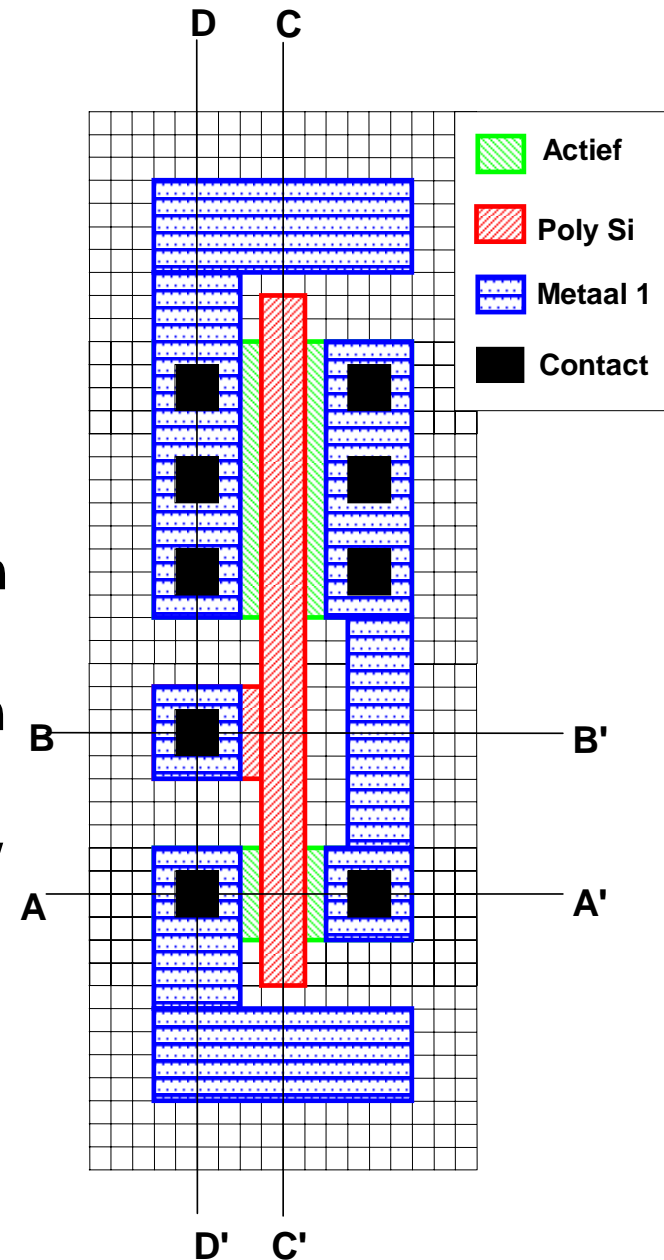 D C
Actief
Poly Si
Metaal 1
Contact
B B'
A A'
D' C'